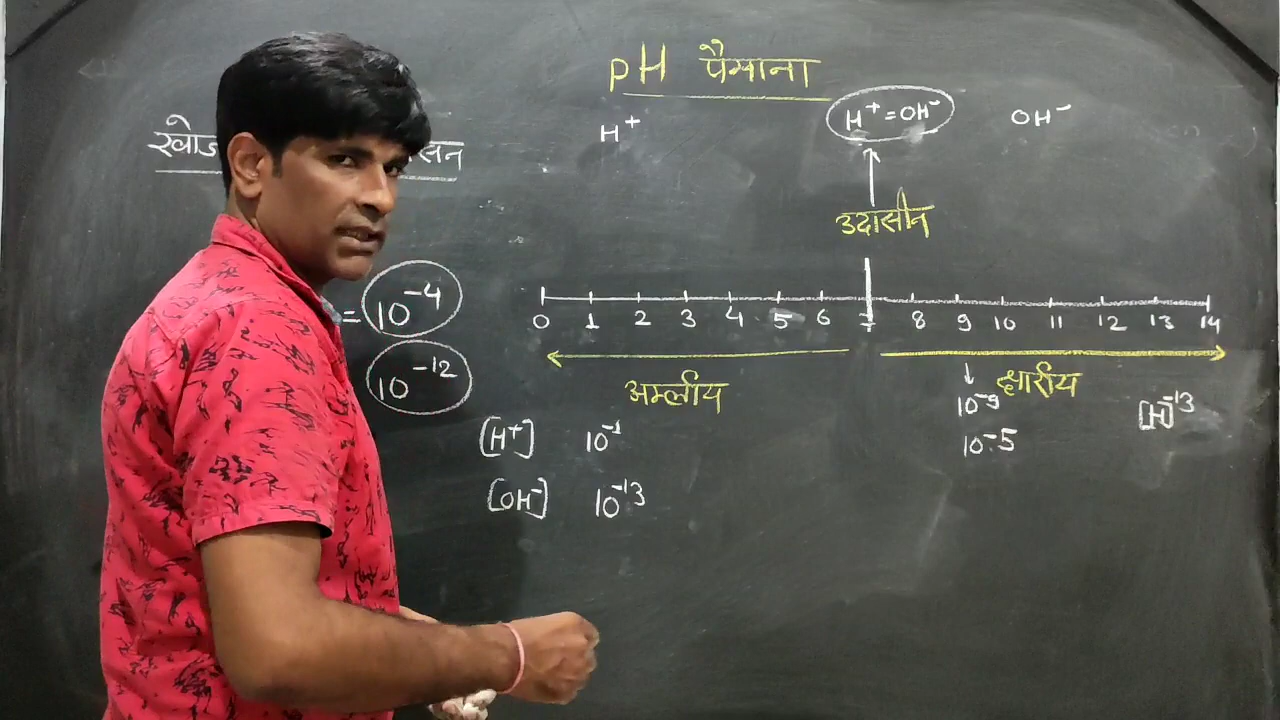 pH पैमाना
H⁺ H⁺=OH⁻ OH⁻
खोज
उदासीन
= 10⁻⁴
10⁻¹²
0 1 2 3 4 5 6 7 8 9 10 11 12 13 14
अम्लीय क्षारीय
↓
10⁻⁹
[H]⁻¹³
[H⁺] 10⁻¹
10⁻⁵
[OH⁻] 10⁻¹³